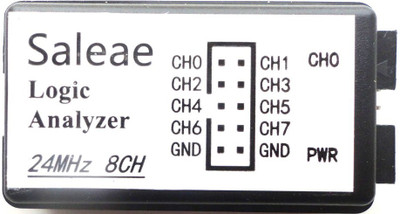 Saleae
Logic
Analyzer
24MHz 8CH
CH0 CH1 CH0
CH2 CH3
CH4 CH5
CH6 CH7
GND GND PWR